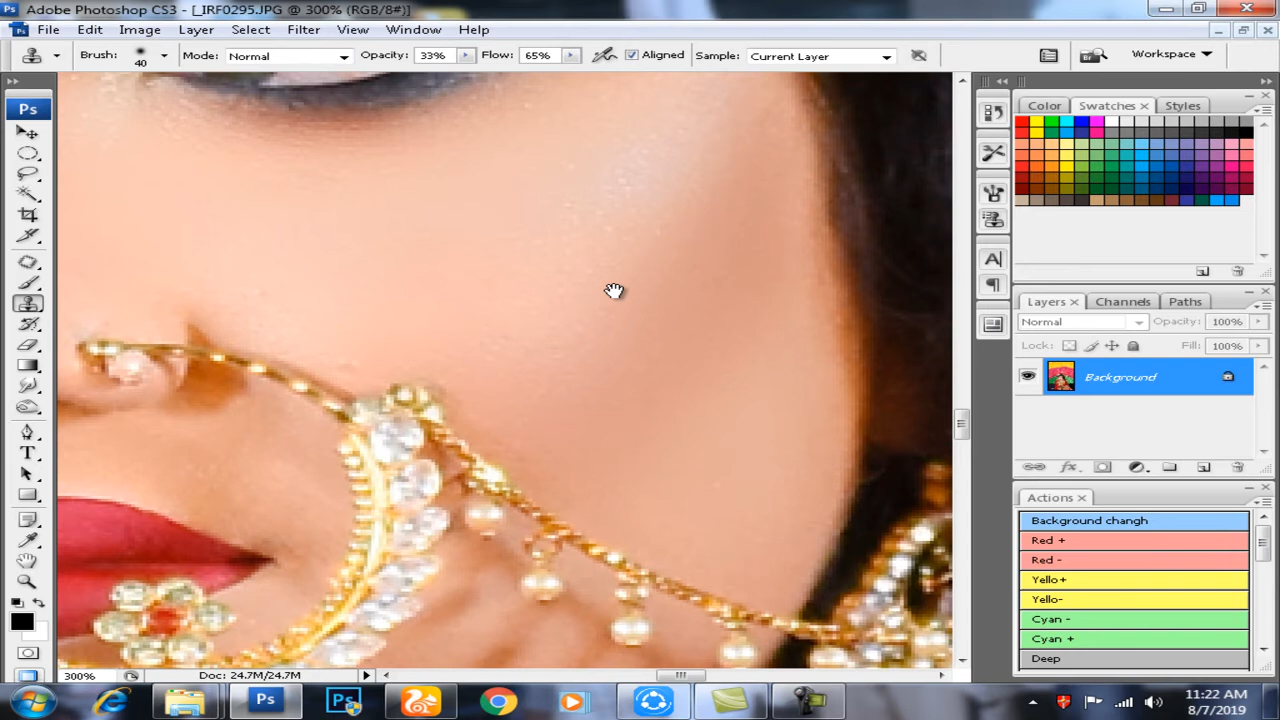 Adobe Photoshop CS3 - [_IRF0295.JPG @ 300% (RGB/8#)]
File Edit Image Layer Select Filter View Window Help
Brush: 40 Mode: Normal Opacity: 33% Flow: 65% Aligned Sample: Current Layer Workspace
Ps
Color Swatches Styles
Layers Channels Paths
Normal Opacity: 100%
Lock: Fill: 100%
Background
Actions
Background changh
Red +
Red -
Yello+
Yello-
Cyan -
Cyan +
Deep
300% Doc: 24.7M/24.7M
Ps Ps
11:22 AM
8/7/2019